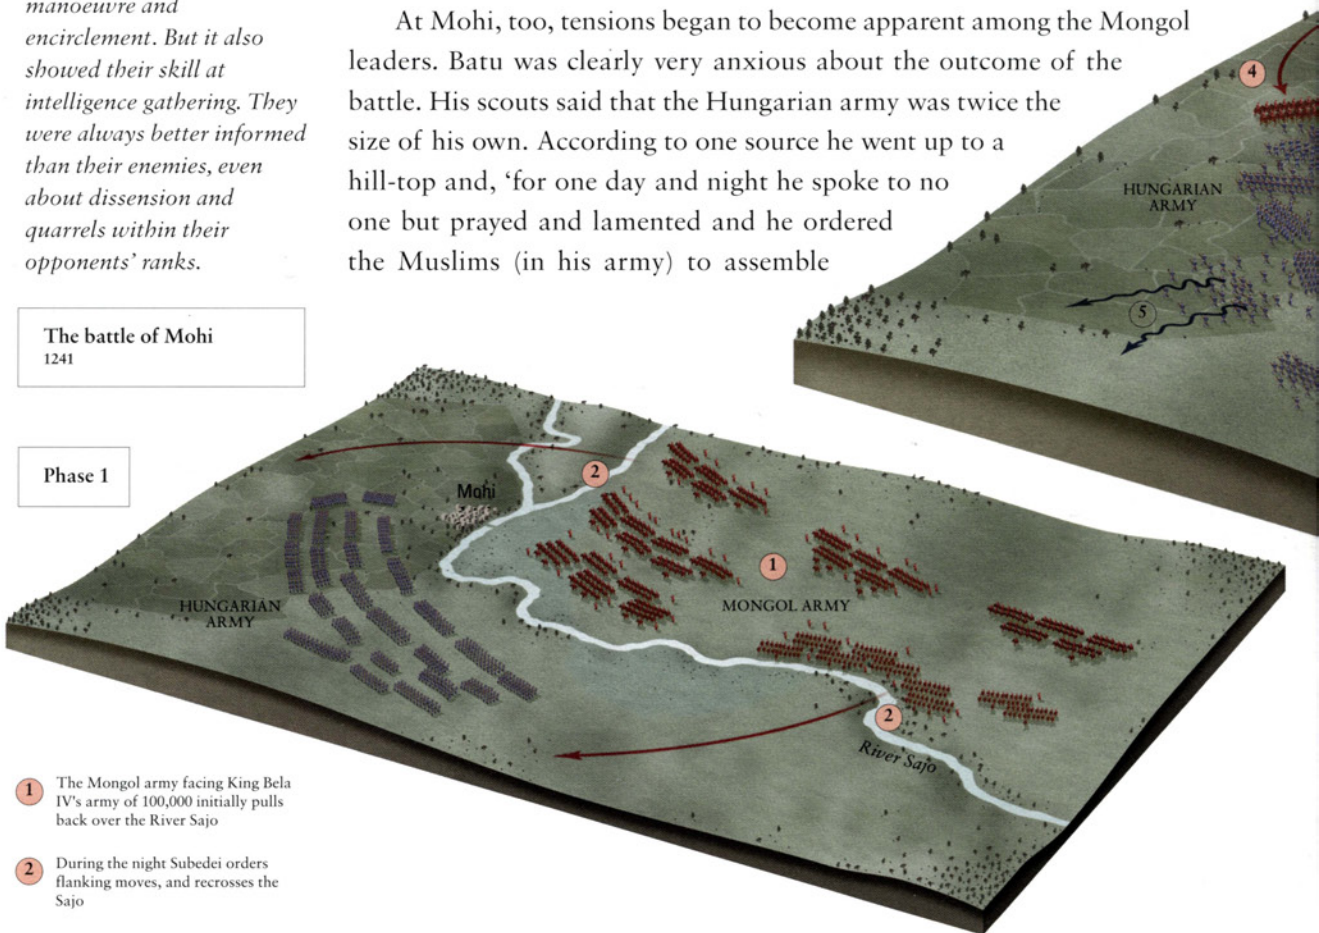 manoeuvre and
encirclement. But it also
showed their skill at
intelligence gathering. They
were always better informed
than their enemies, even
about dissension and
quarrels within their
opponents' ranks.
At Mohi, too, tensions began to become apparent among the Mongol
leaders. Batu was clearly very anxious about the outcome of the
battle. His scouts said that the Hungarian army was twice the
size of his own. According to one source he went up to a
hill-top and, ‘for one day and night he spoke to no
one but prayed and lamented and he ordered
the Muslims (in his army) to assemble
4
HUNGARIAN
ARMY
5
The battle of Mohi
1241
Phase 1
2
Mohi
1
HUNGARIAN
ARMY
MONGOL ARMY
2
River Sajo
1 The Mongol army facing King Bela
IV's army of 100,000 initially pulls
back over the River Sajo
2 During the night Subedei orders
flanking moves, and recrosses the
Sajo